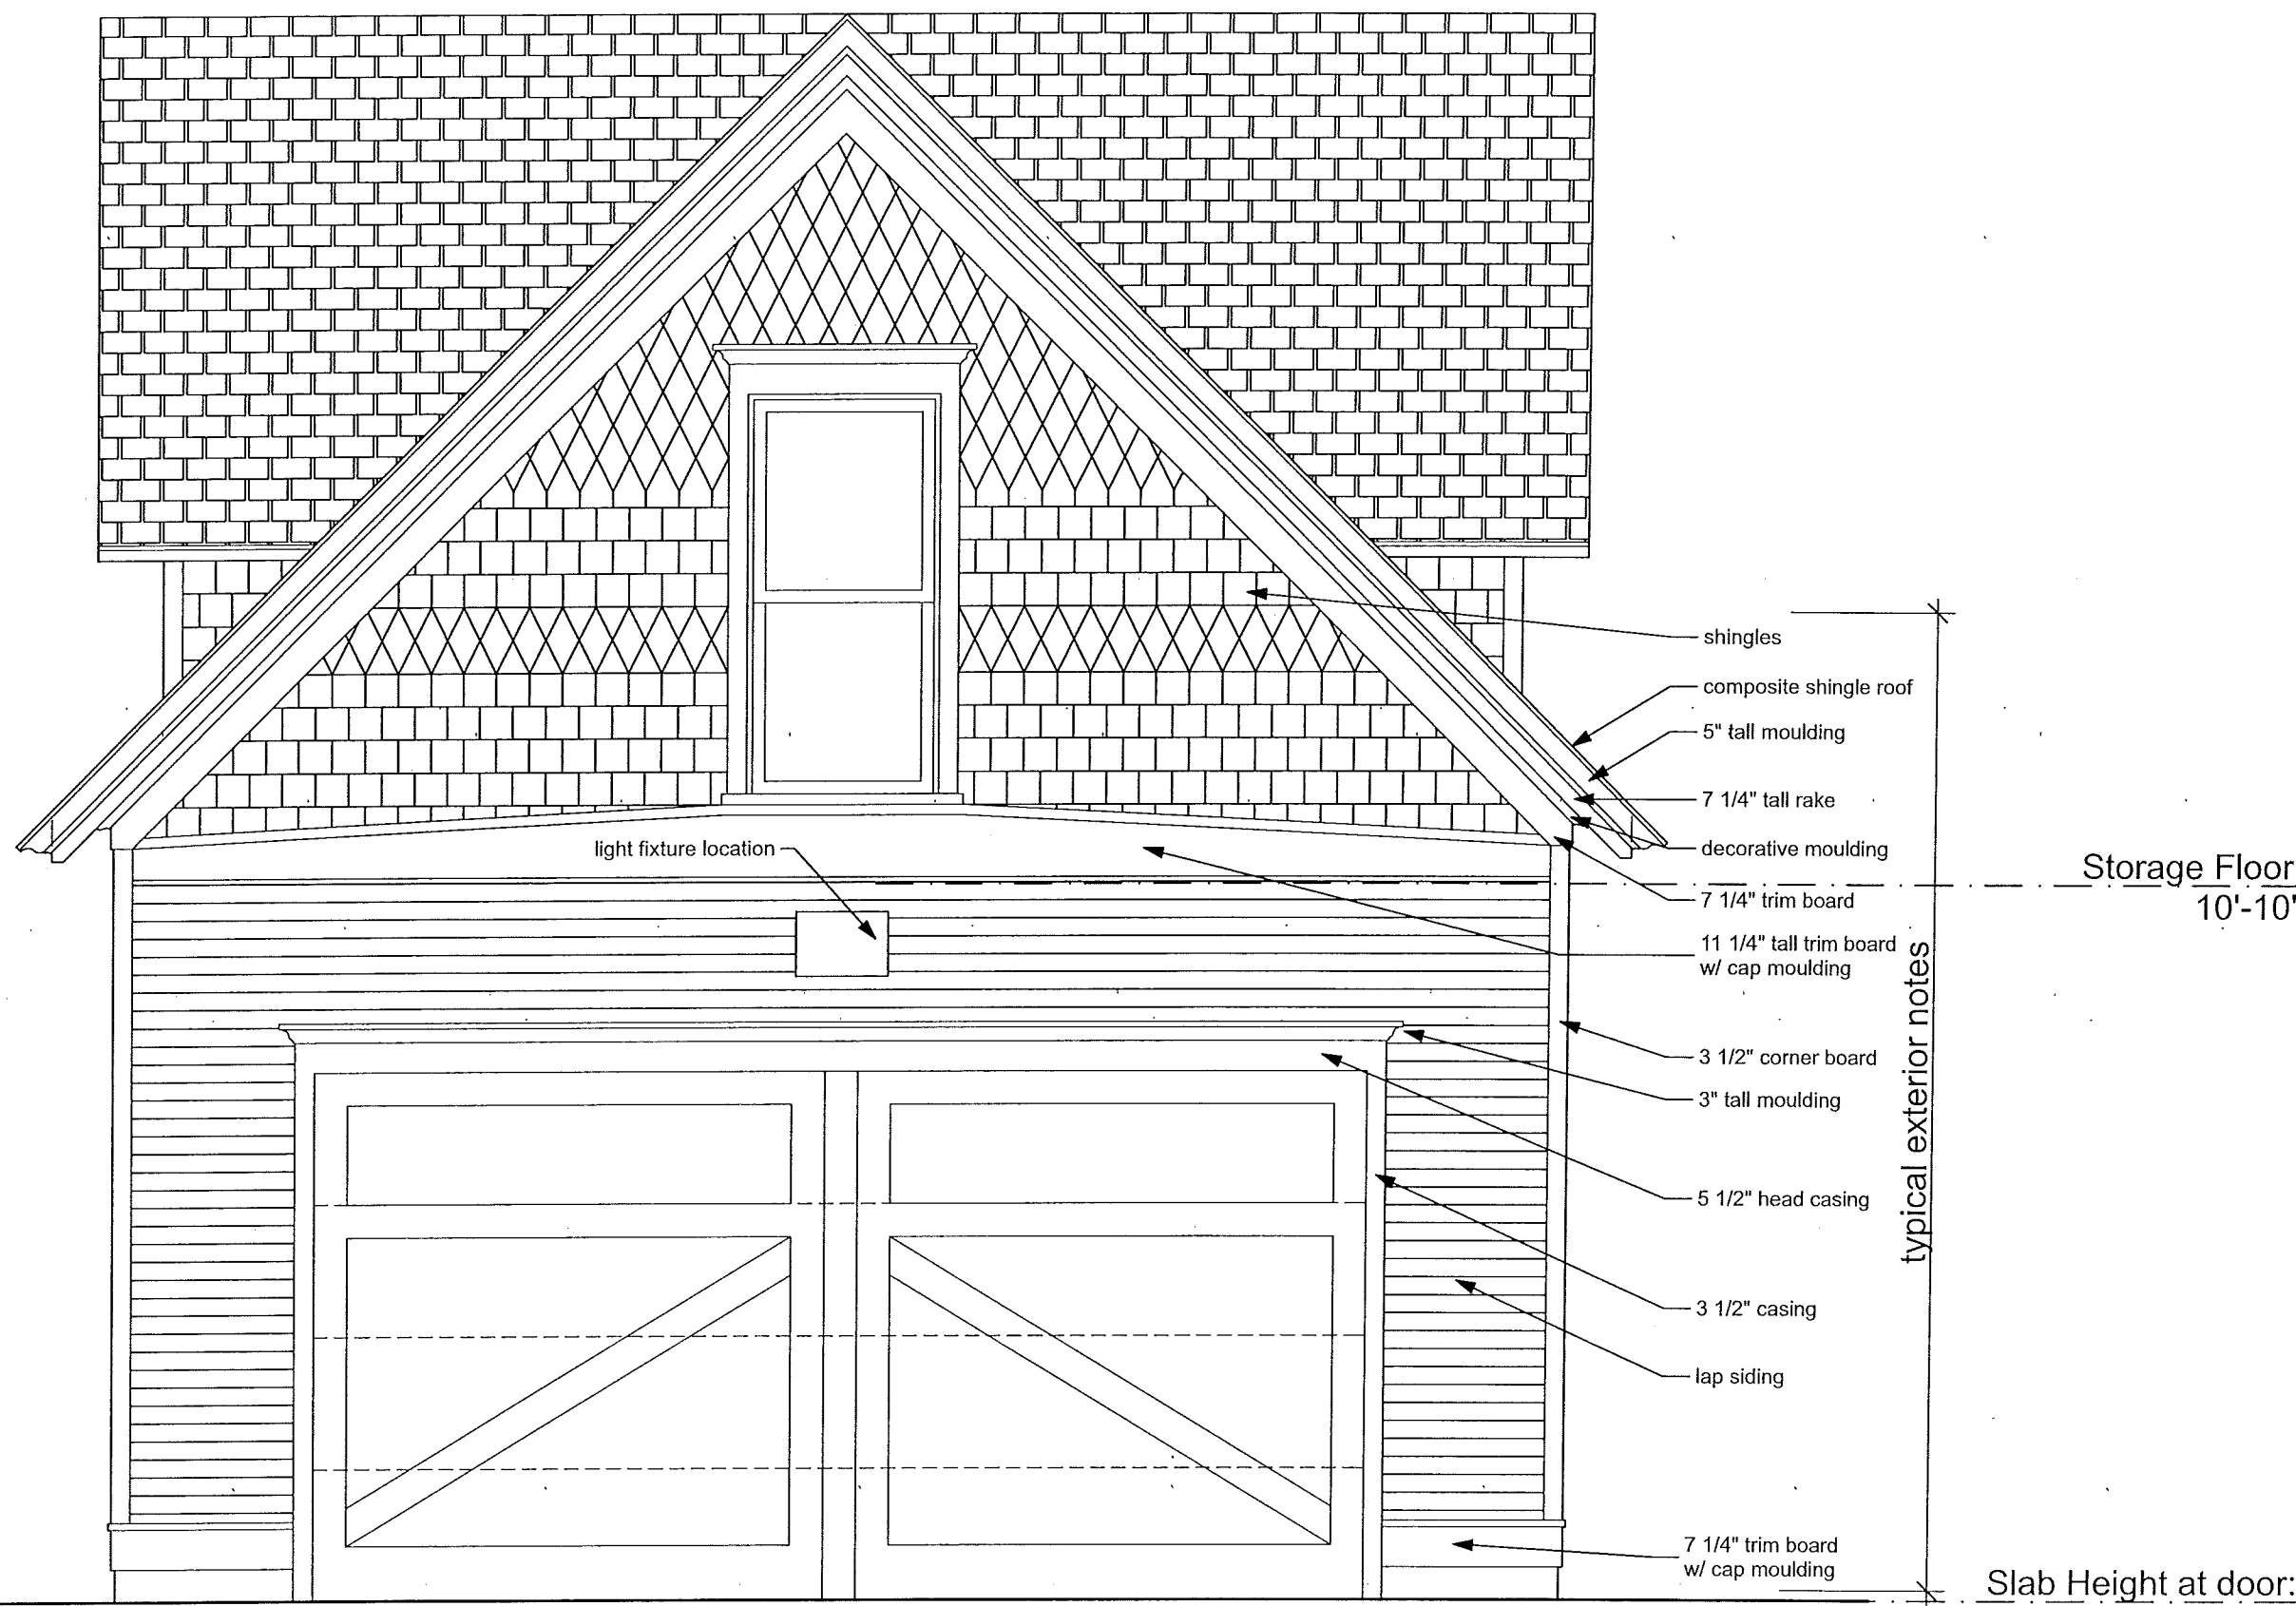 shingles
composite shingle roof
5" tall moulding
7 1/4" tall rake
light fixture location
decorative moulding
Storage Floor
10'-10"
7 1/4" trim board
11 1/4" tall trim board
w/ cap moulding
typical exterior notes
3 1/2" corner board
3" tall moulding
5 1/2" head casing
3 1/2" casing
lap siding
7 1/4" trim board
w/ cap moulding
Slab Height at door: